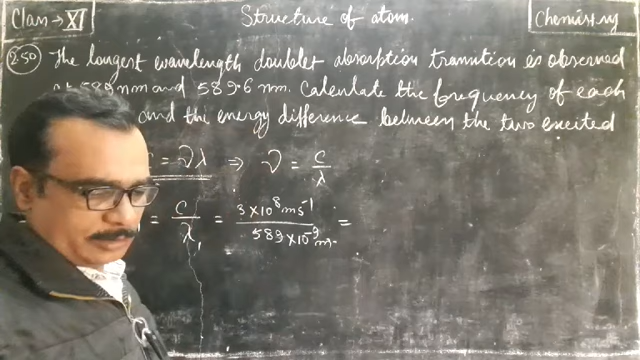 Class → XI
Structure of atom.
Chemistry
2.50 The longest wavelength doublet absorption transition is observed
at 589 nm and 589.6 nm. Calculate the frequency of each
and the energy difference between the two excited
c = νλ ⇒ ν = c/λ
= c/λ₁ = 3×10⁸ ms⁻¹ / 589×10⁻⁹ m =